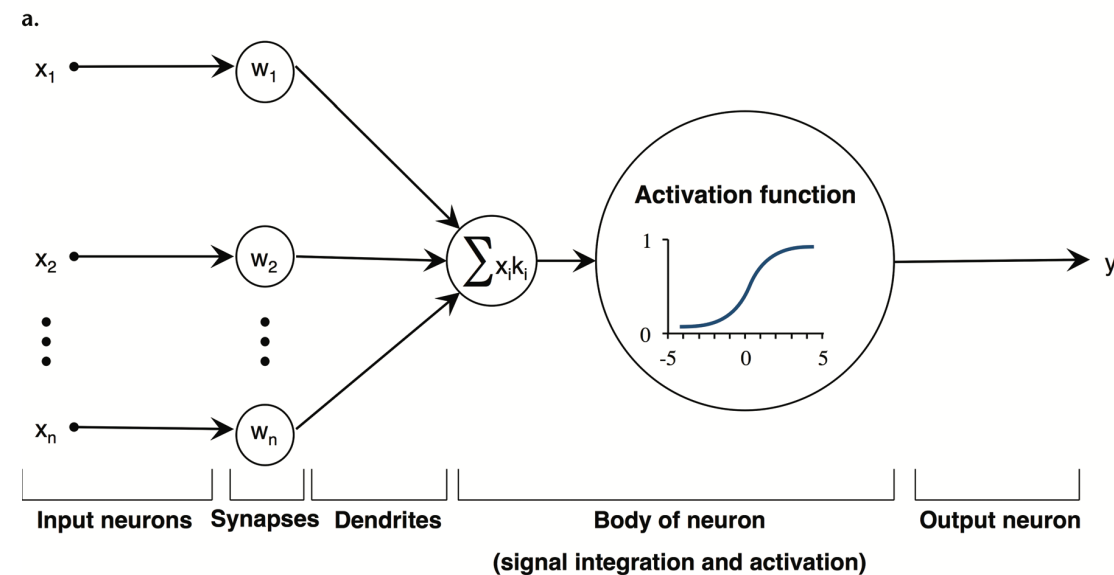 a.
x₁ w₁
Activation function
1
x₂ w₂ ∑xᵢkᵢ y
0
-5 0 5
xₙ wₙ
Input neurons Synapses Dendrites Body of neuron Output neuron
(signal integration and activation)